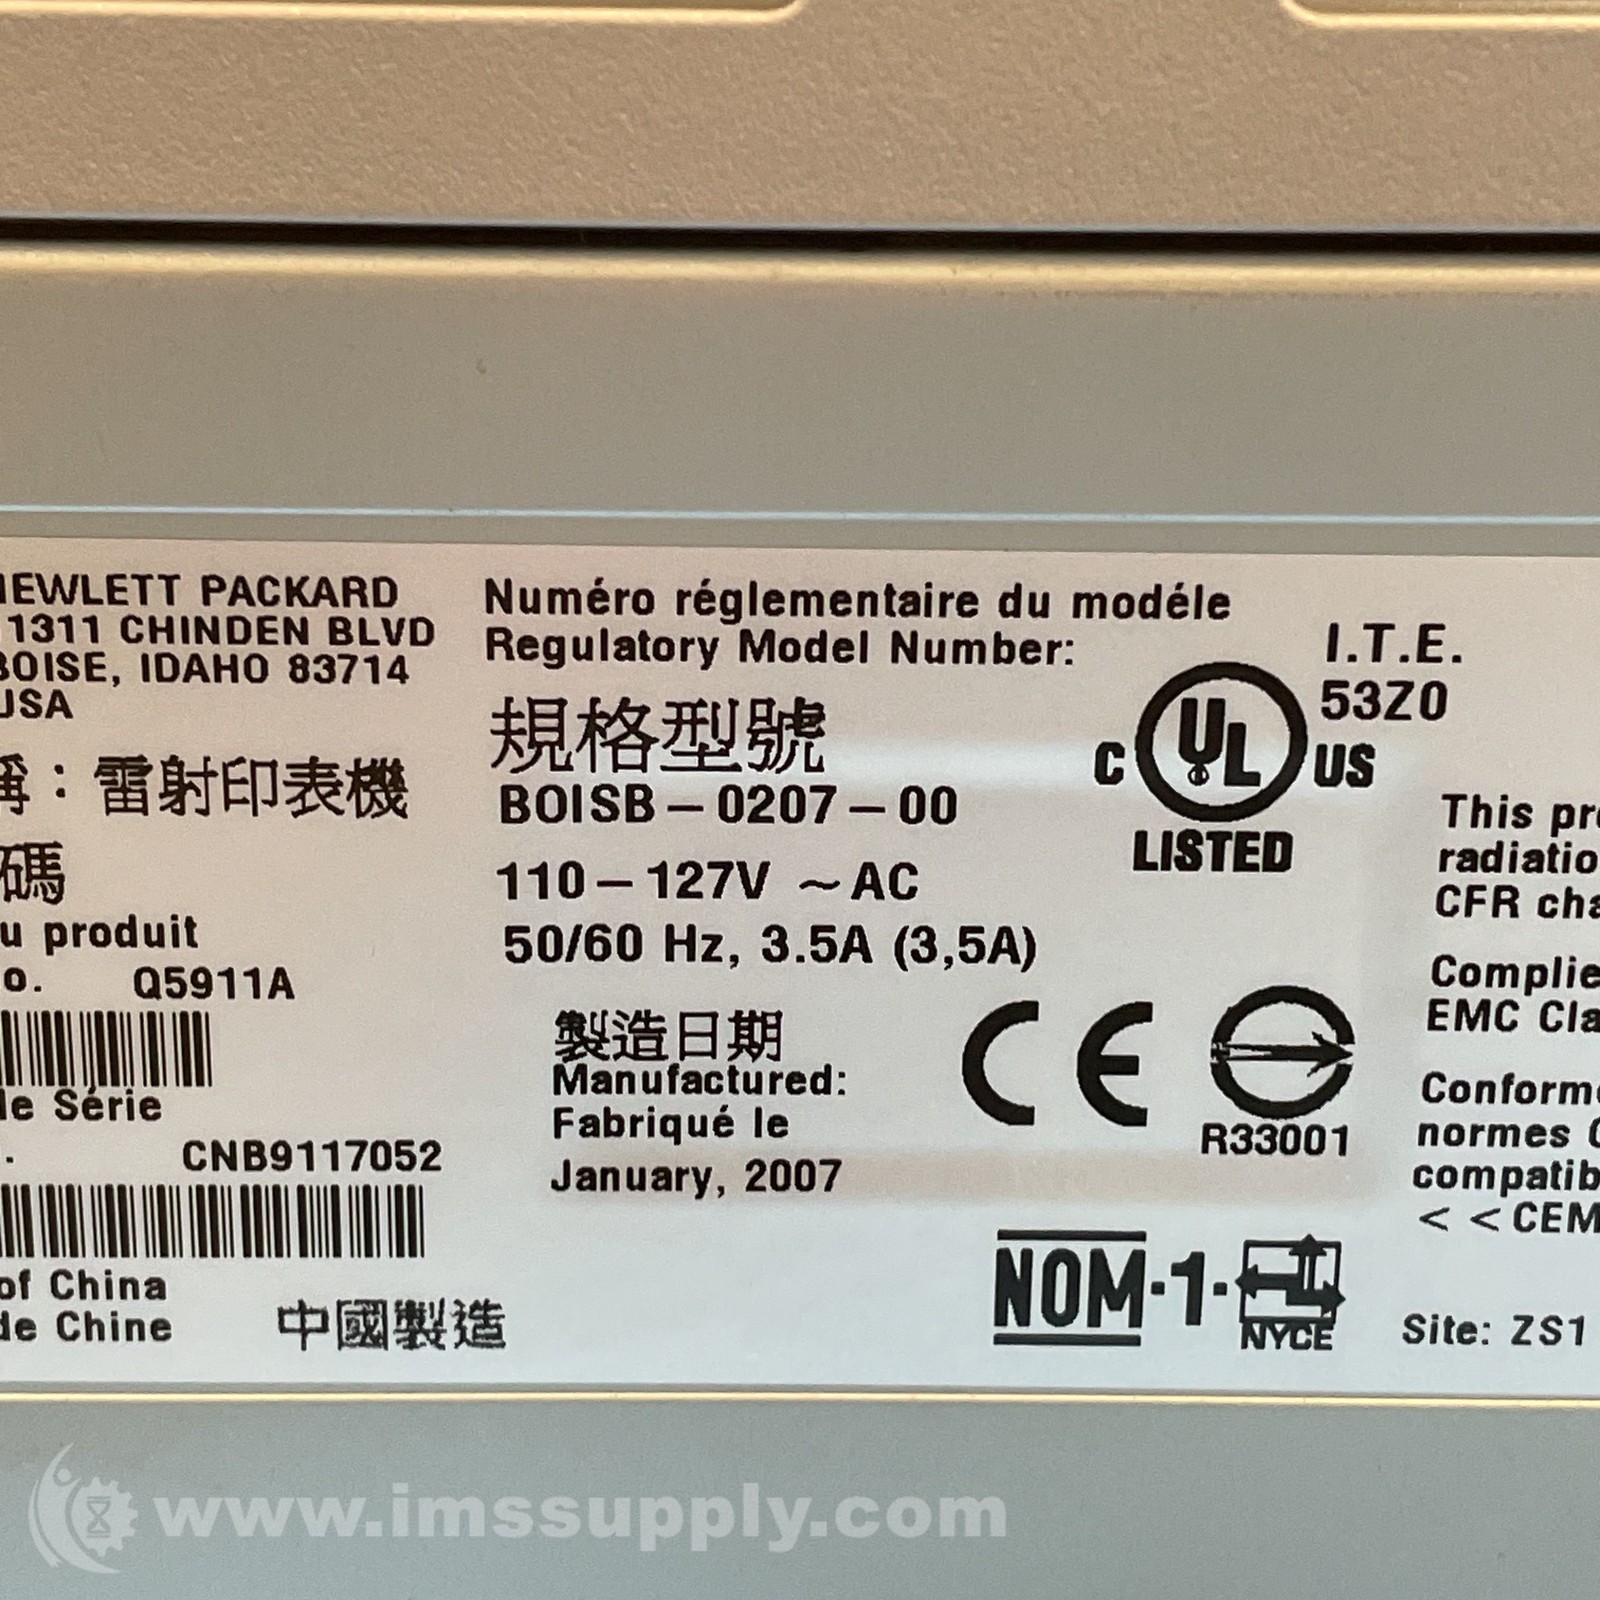 HEWLETT PACKARD
11311 CHINDEN BLVD
BOISE, IDAHO 83714
USA
稱：雷射印表機
碼
u produit
o. Q5911A
de Série
. CNB9117052
of China
de Chine 中國製造
Numéro réglementaire du modéle
Regulatory Model Number:
規格型號
BOISB-0207-00
110-127V ~AC
50/60 Hz, 3.5A (3,5A)
製造日期
Manufactured:
Fabriqué le
January, 2007
I.T.E.
53Z0
C UL US
LISTED
CE
R33001
NOM-1-
NYCE
This pro
radiatio
CFR cha
Complie
EMC Cla
Conforme
normes C
compatib
< <CEM
Site: ZS1
www.imssupply.com